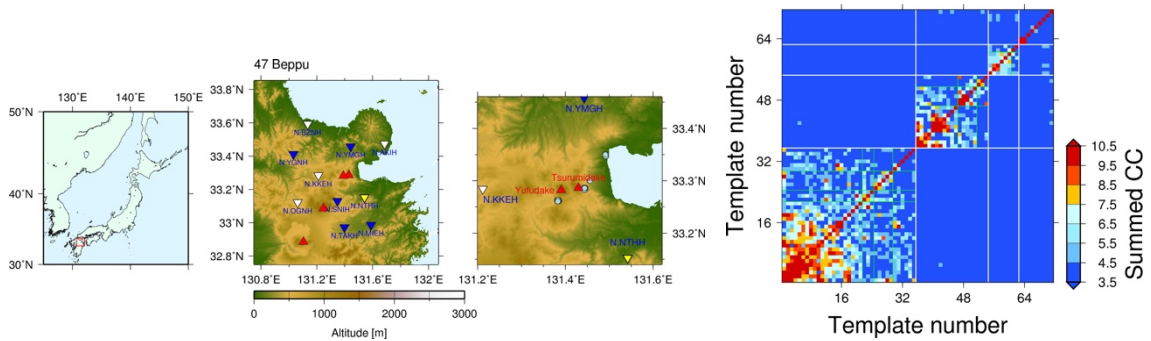 130˚E 140˚E 150˚E
50˚N
40˚N
30˚N
47 Beppu
33.8˚N
33.6˚N
33.4˚N
33.2˚N
33˚N
32.8˚N
N.YGNH
N.YMGH
N.KKEH
N.OGNH
N.SNIH
N.NTHH
N.TAKH
N.MIEH
130.8˚E 131.2˚E 131.6˚E 132˚E
0 1000 2000 3000
Altitude [m]
N.YMGH
33.4˚N
Tsurumidake
33.3˚N
Yufudake
N.KKEH
33.2˚N
N.NTHH
131.2˚E 131.4˚E 131.6˚E
Template number
64
48
32
16
16 32 48 64
Template number
10.5
9.5
8.5
7.5
6.5
5.5
4.5
3.5
Summed CC